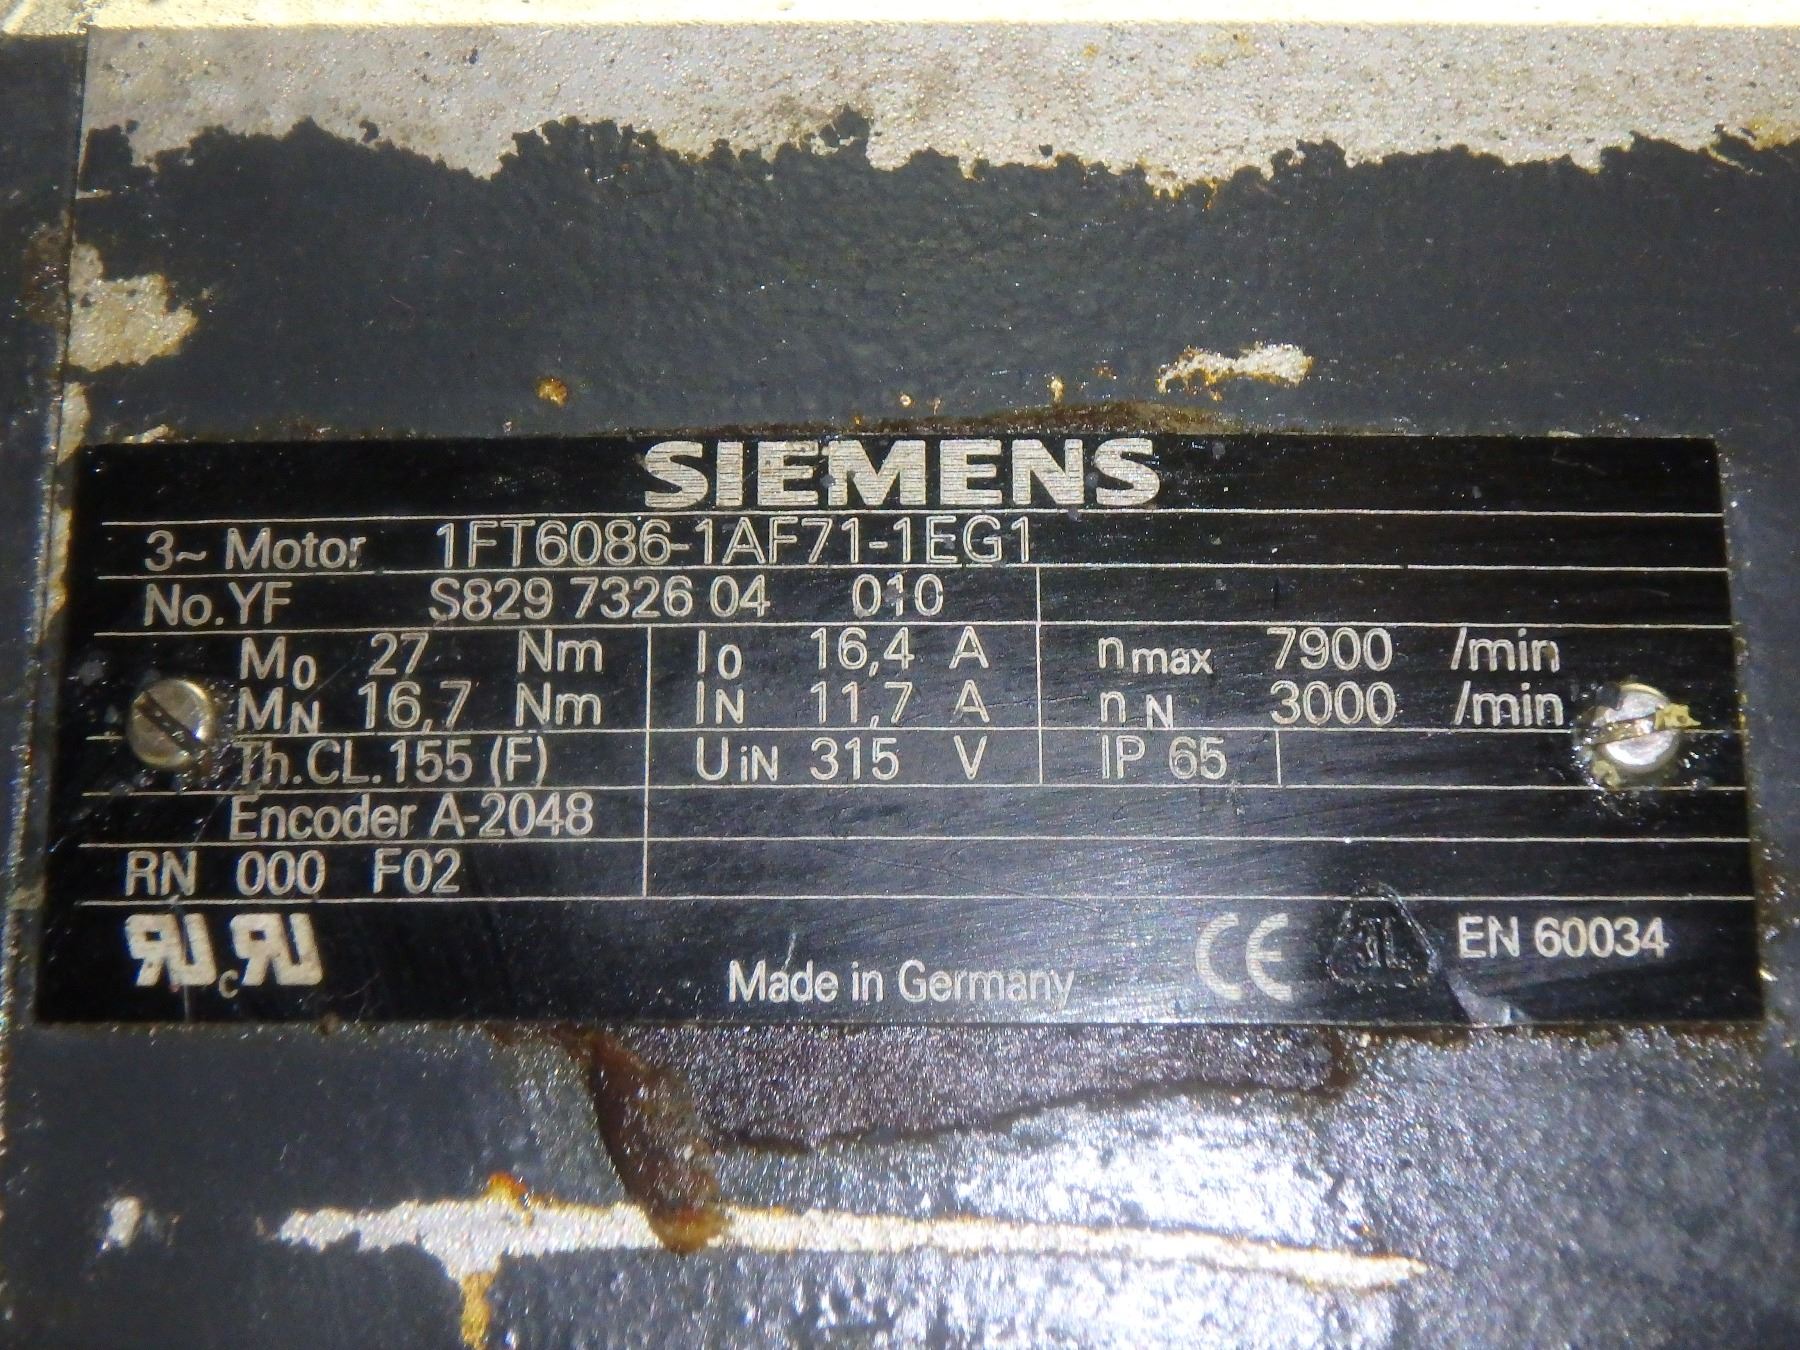 SIEMENS
3~ Motor 1FT6086-1AF71-1EG1
No. YF S829 7326 04 010
M0 27 Nm I0 16,4 A nmax 7900 /min
MN 16,7 Nm IN 11,7 A nN 3000 /min
Th.CL.155 (F) UiN 315 V IP 65
Encoder A-2048
RN 000 F02
Made in Germany CE EN 60034